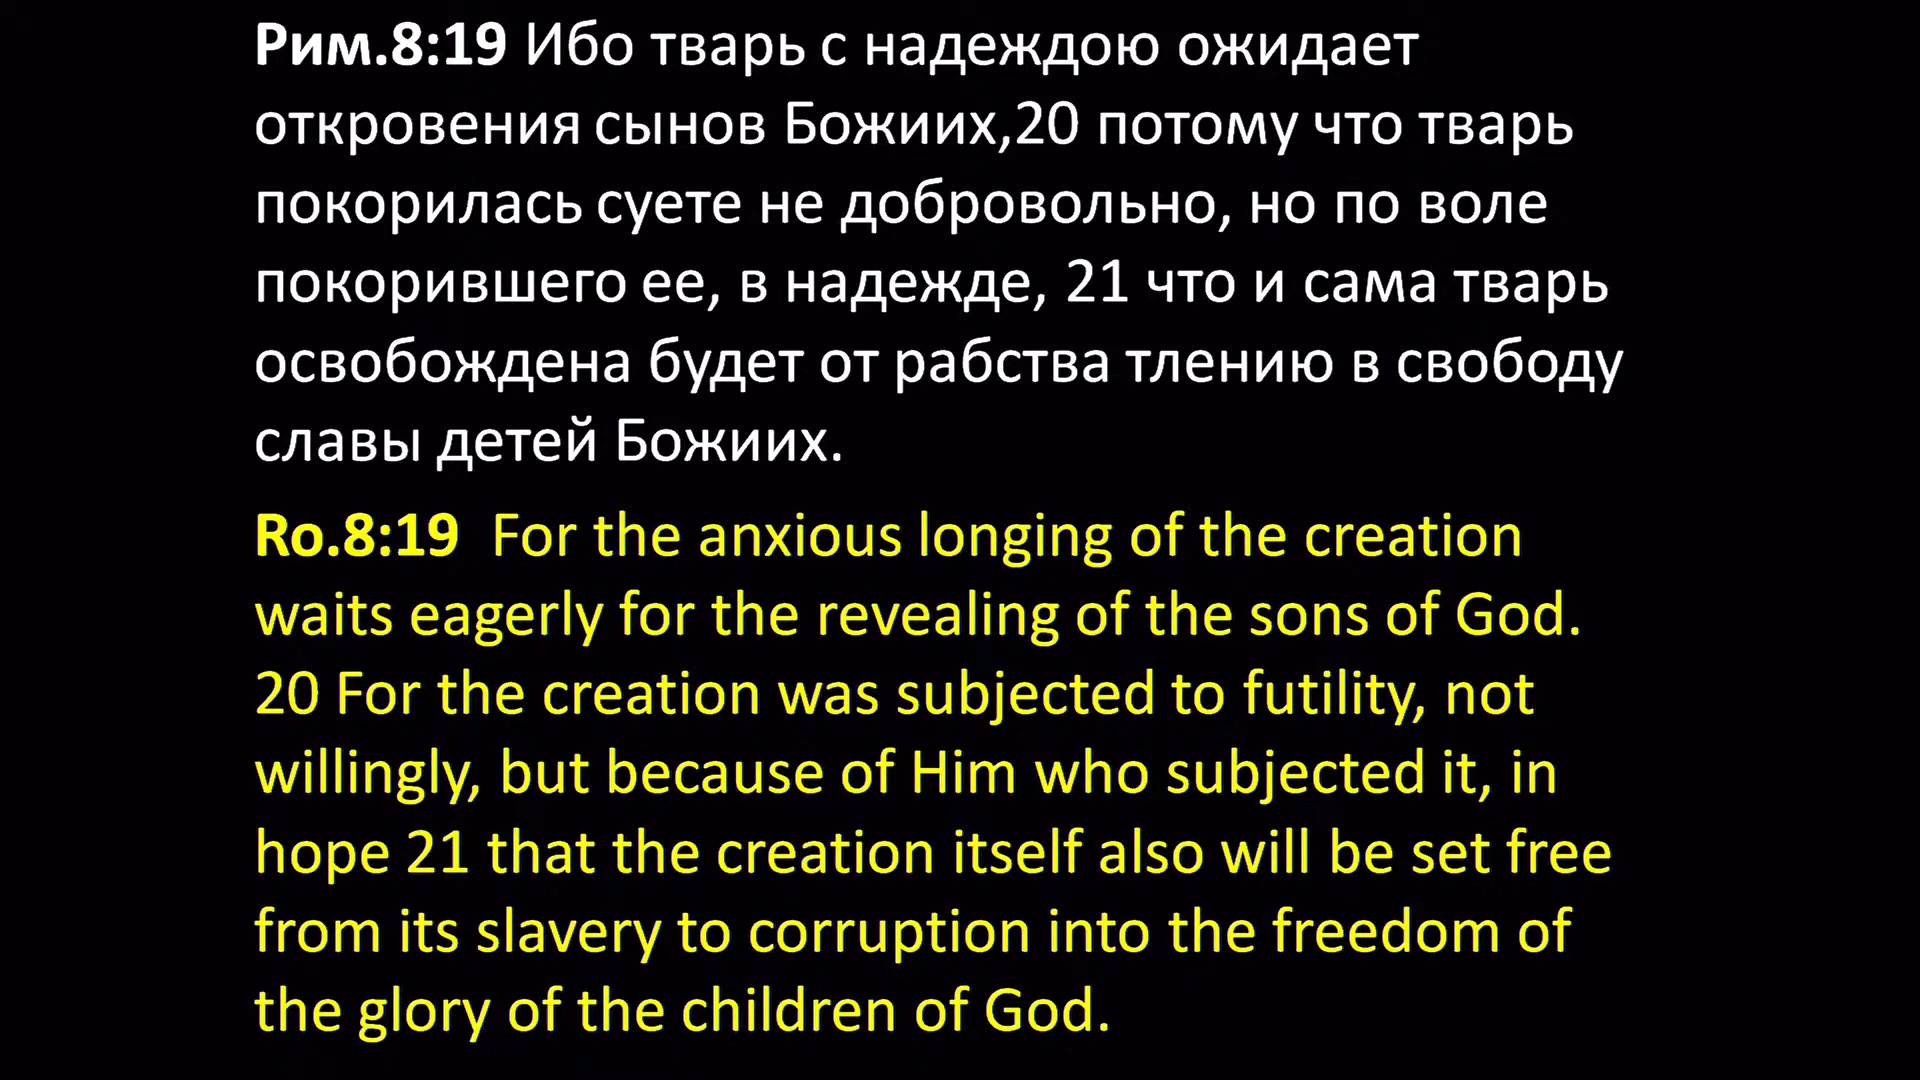 Рим.8:19 Ибо тварь с надеждою ожидает
откровения сынов Божиих,20 потому что тварь
покорилась суете не добровольно, но по воле
покорившего ее, в надежде, 21 что и сама тварь
освобождена будет от рабства тлению в свободу
славы детей Божиих.
Ro.8:19 For the anxious longing of the creation
waits eagerly for the revealing of the sons of God.
20 For the creation was subjected to futility, not
willingly, but because of Him who subjected it, in
hope 21 that the creation itself also will be set free
from its slavery to corruption into the freedom of
the glory of the children of God.